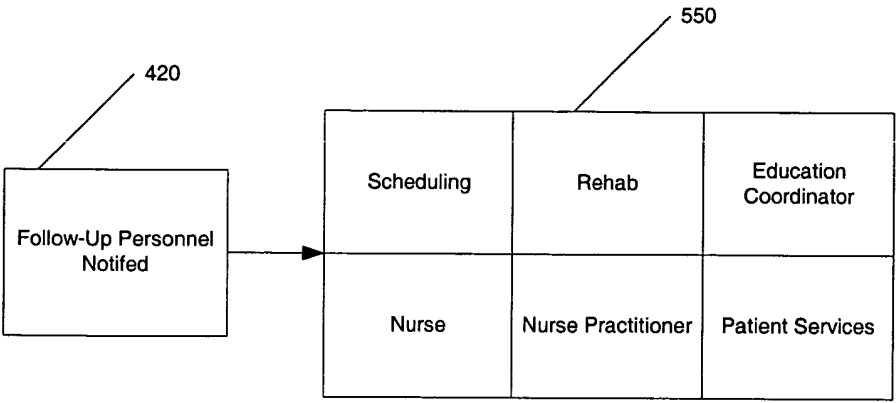 550
420
Scheduling
Rehab
Education
Coordinator
Follow-Up Personnel
Notifed
Nurse
Nurse Practitioner
Patient Services